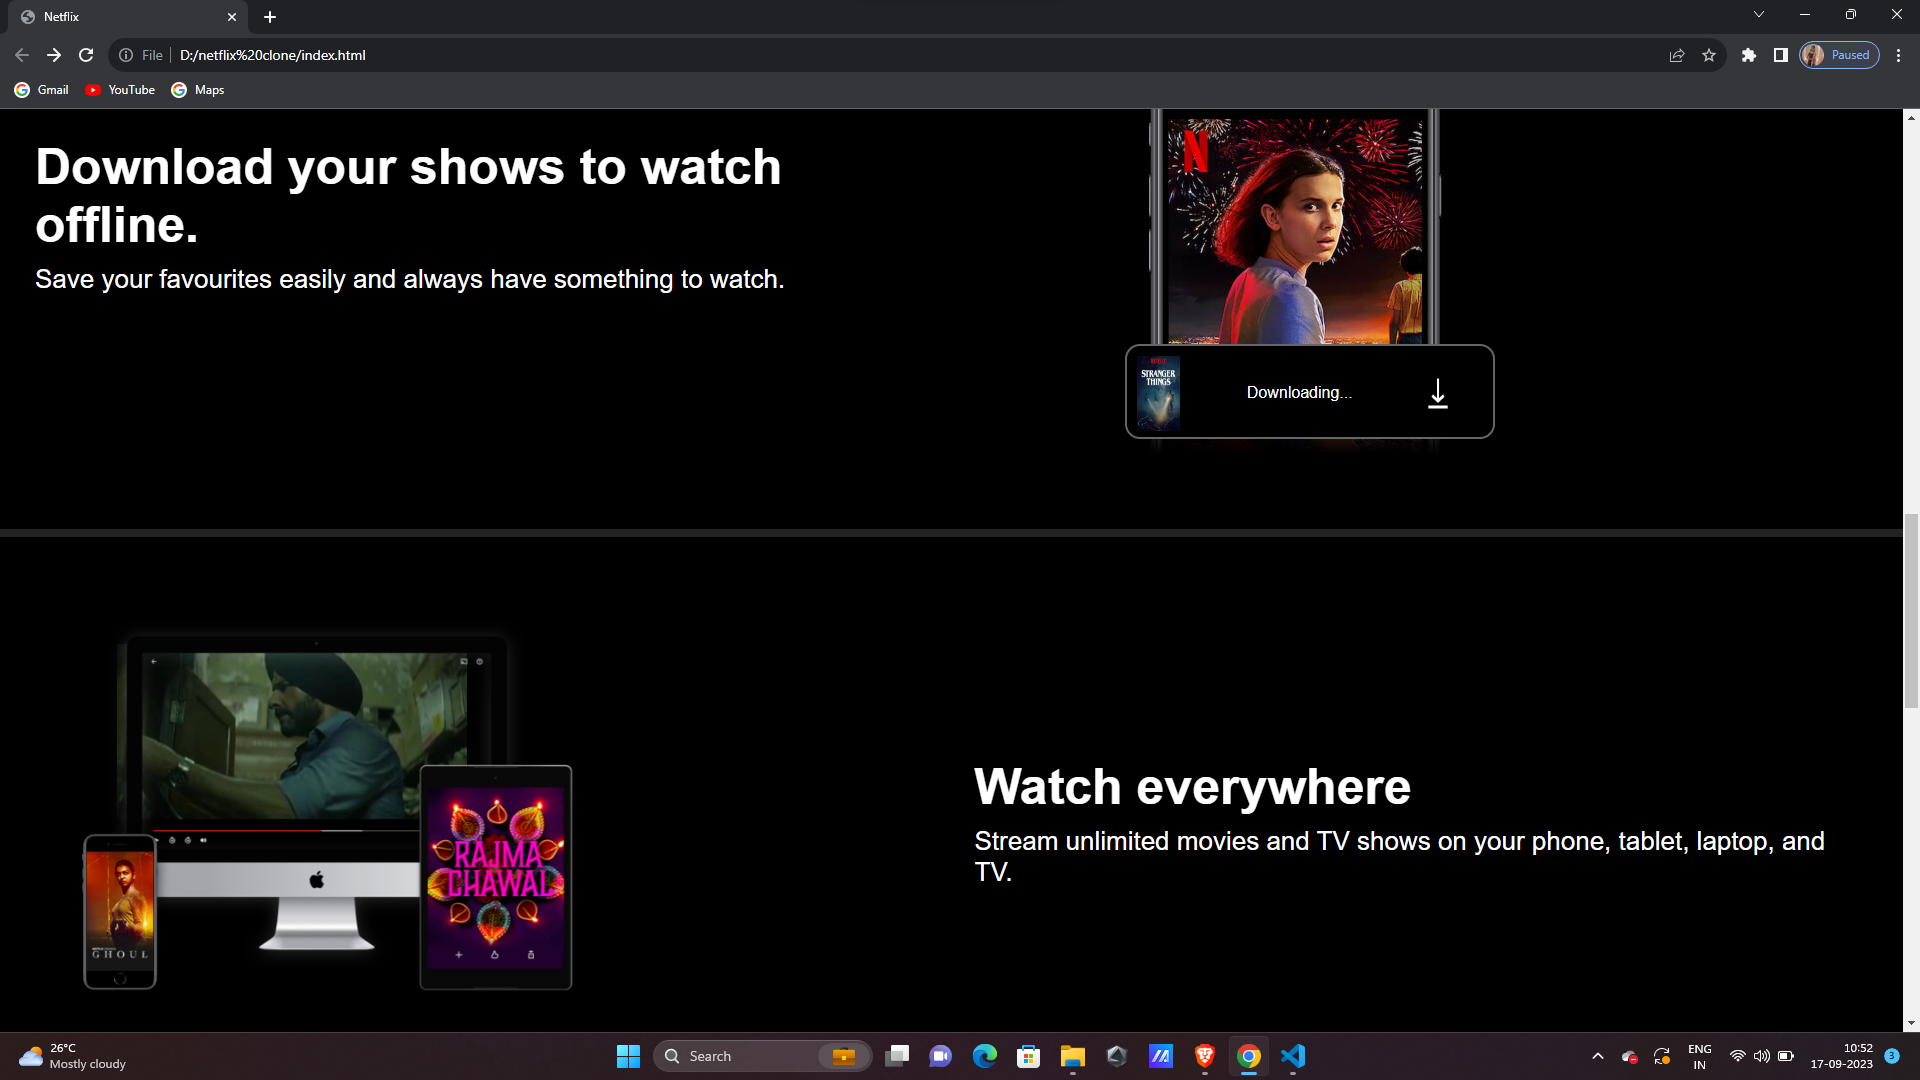 Netflix
File
D:/netflix%20clone/index.html
Paused
Gmail
YouTube
Maps
Download your shows to watch
offline.
Save your favourites easily and always have something to watch.
N
STRANGER
THINGS
Downloading...
RAJMA
CHAWAL
GHOUL
Watch everywhere
Stream unlimited movies and TV shows on your phone, tablet, laptop, and
TV.
26°C
Mostly cloudy
Search
ENG
IN
10:52
17-09-2023
3